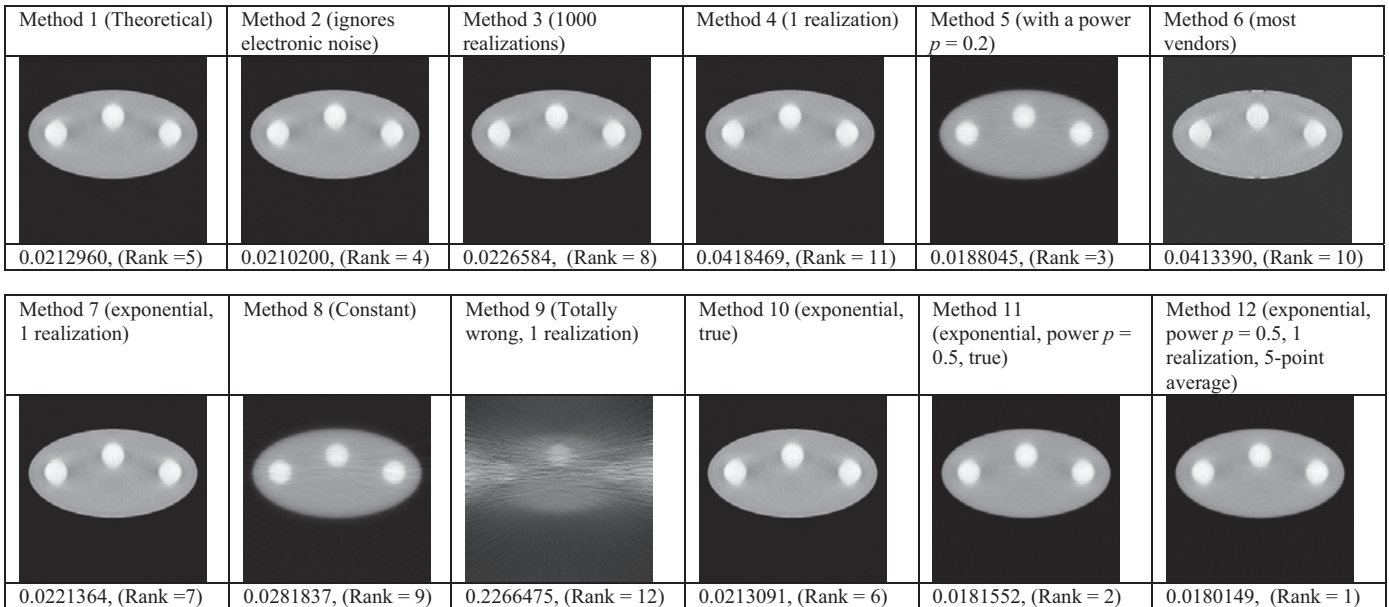 Method 1 (Theoretical)
Method 2 (ignores
electronic noise)
Method 3 (1000
realizations)
Method 4 (1 realization)
Method 5 (with a power
p = 0.2)
Method 6 (most
vendors)
0.0212960, (Rank =5)
0.0210200, (Rank = 4)
0.0226584, (Rank = 8)
0.0418469, (Rank = 11)
0.0188045, (Rank =3)
0.0413390, (Rank = 10)
Method 7 (exponential,
1 realization)
Method 8 (Constant)
Method 9 (Totally
wrong, 1 realization)
Method 10 (exponential,
true)
Method 11
(exponential, power p =
0.5, true)
Method 12 (exponential,
power p = 0.5, 1
realization, 5-point
average)
0.0221364, (Rank =7)
0.0281837, (Rank = 9)
0.2266475, (Rank = 12)
0.0213091, (Rank = 6)
0.0181552, (Rank = 2)
0.0180149, (Rank = 1)